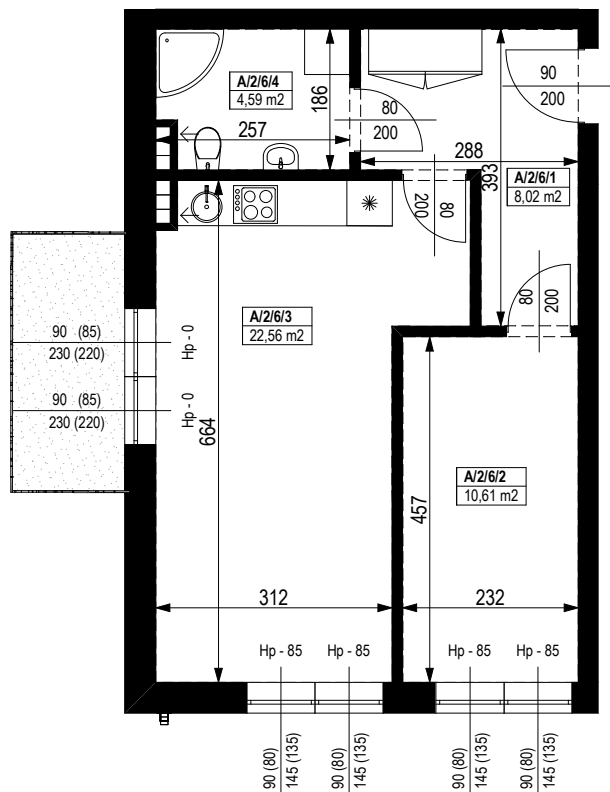 A/2/6/4
4,59 m2
186
257
80
200
90
200
288
393
A/2/6/1
8,02 m2
80
200
80
200
A/2/6/3
22,56 m2
90 (85)
230 (220)
Hp - 0
90 (85)
230 (220)
Hp - 0
664
457
A/2/6/2
10,61 m2
312
232
Hp - 85
Hp - 85
Hp - 85
Hp - 85
90 (80)
145 (135)
90 (80)
145 (135)
90 (80)
145 (135)
90 (80)
145 (135)